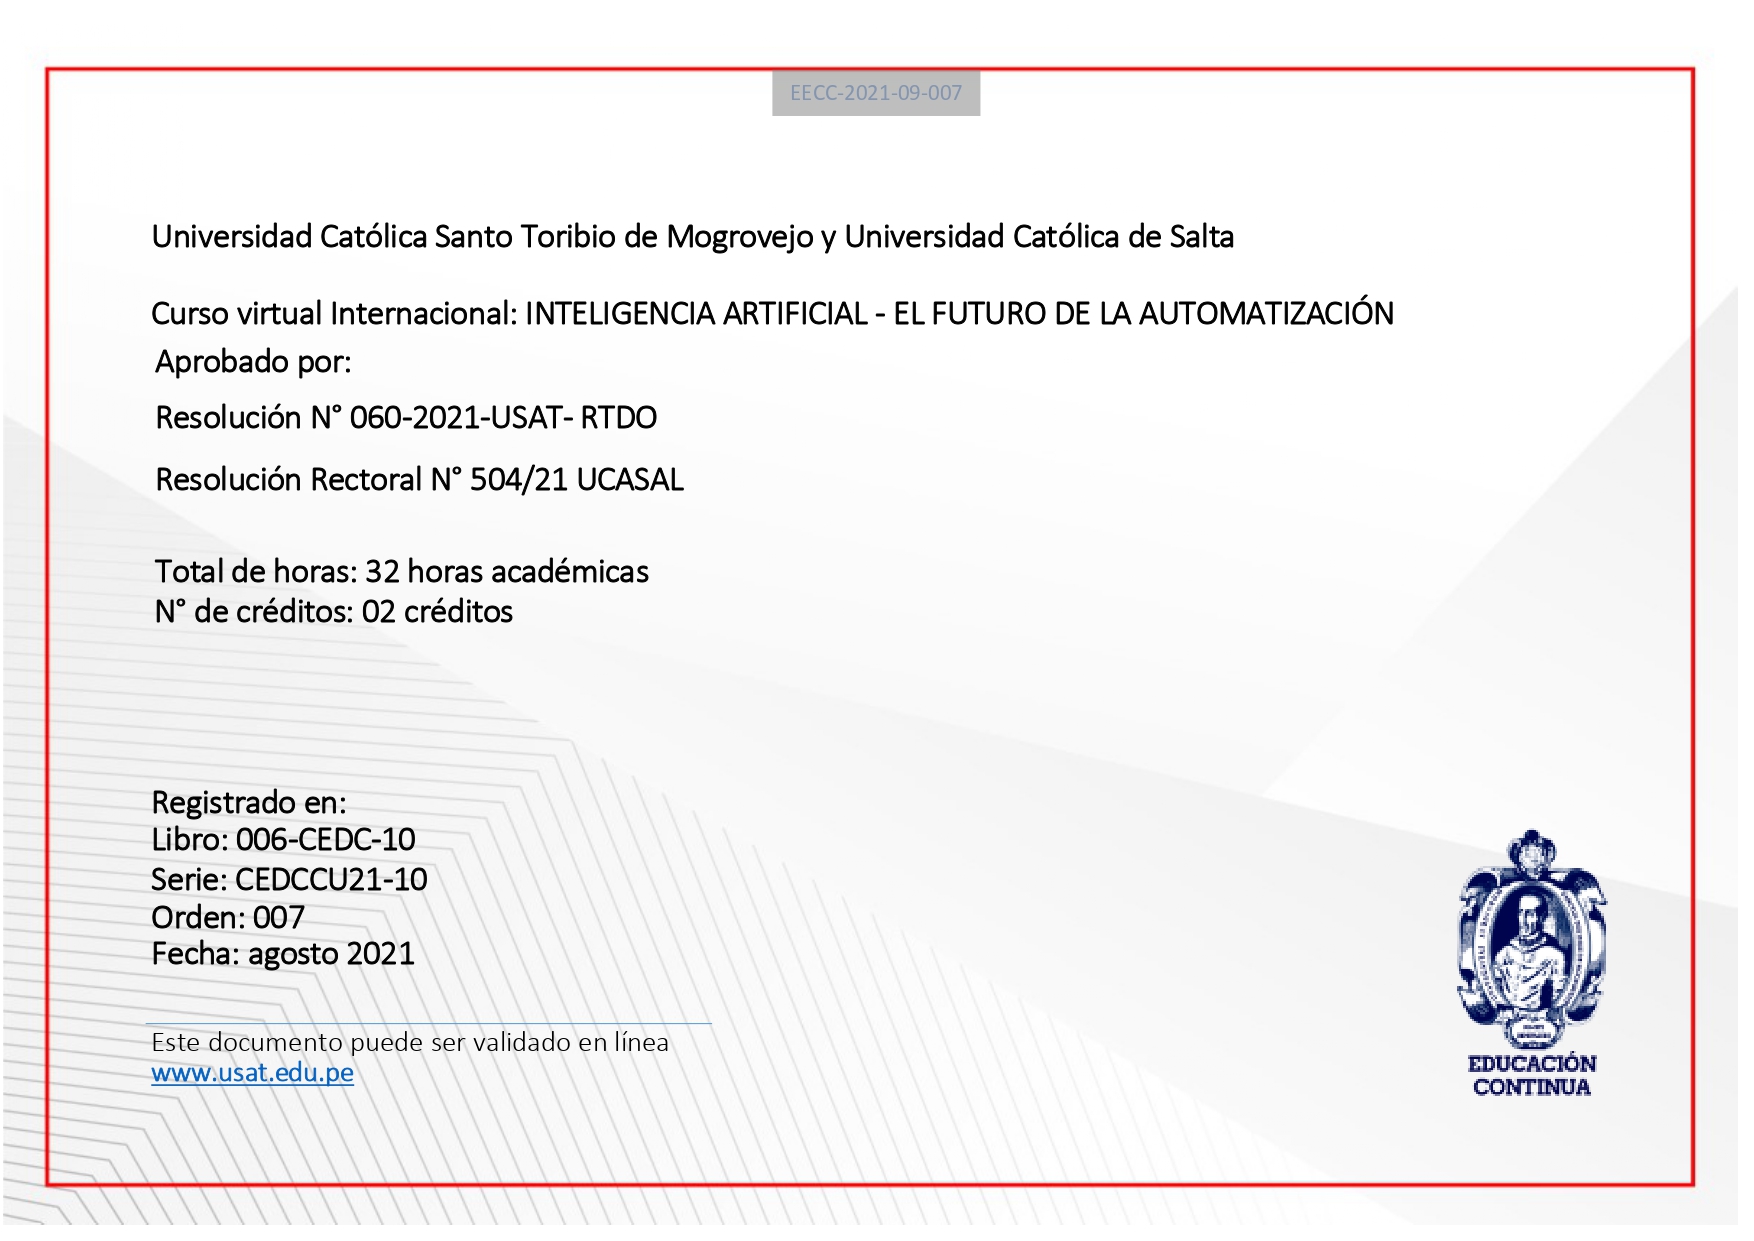 EECC-2021-09-007
Universidad Católica Santo Toribio de Mogrovejo y Universidad Católica de Salta
Curso virtual Internacional: INTELIGENCIA ARTIFICIAL - EL FUTURO DE LA AUTOMATIZACIÓN
Aprobado por:
Resolución N° 060-2021-USAT- RTDO
Resolución Rectoral N° 504/21 UCASAL
Total de horas: 32 horas académicas
N° de créditos: 02 créditos
Registrado en:
Libro: 006-CEDC-10
Serie: CEDCCU21-10
Orden: 007
Fecha: agosto 2021
Este documento puede ser validado en línea
www.usat.edu.pe
EDUCACIÓN
CONTINUA